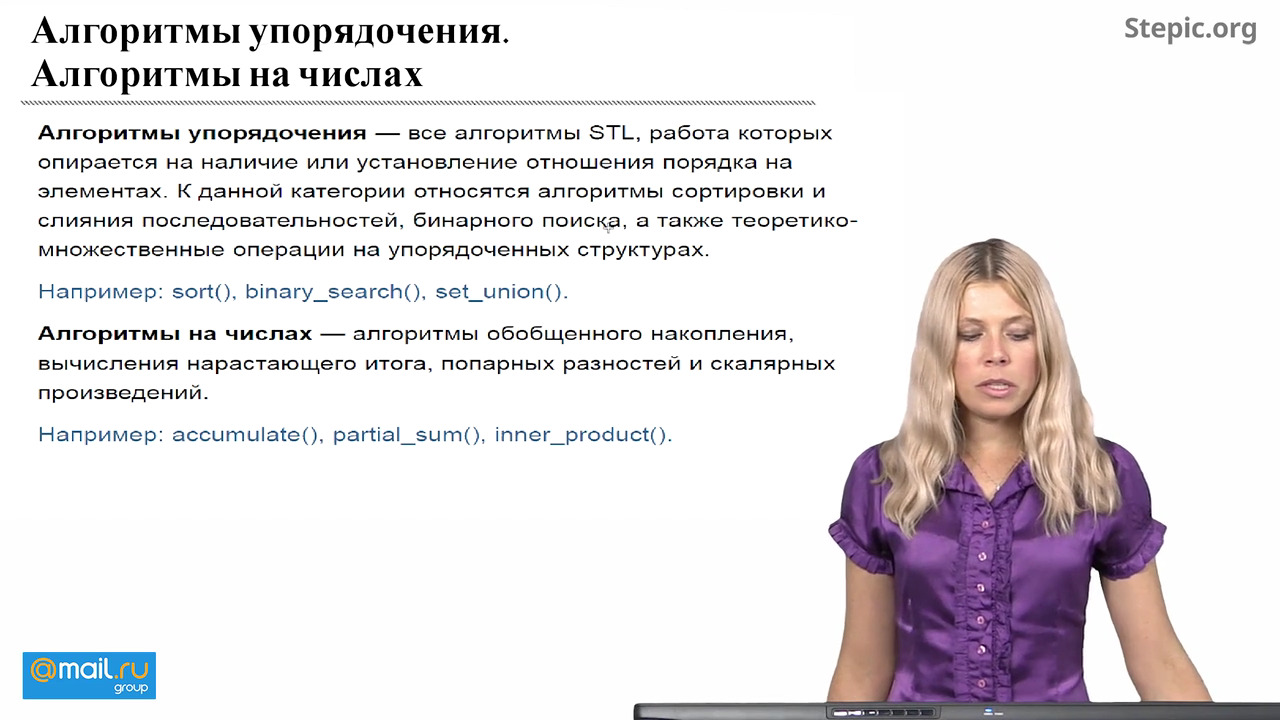 Алгоритмы упорядочения.
Алгоритмы на числах
Stepic.org
Алгоритмы упорядочения — все алгоритмы STL, работа которых
опирается на наличие или установление отношения порядка на
элементах. К данной категории относятся алгоритмы сортировки и
слияния последовательностей, бинарного поиска, а также теоретико-
множественные операции на упорядоченных структурах.
Например: sort(), binary_search(), set_union().
Алгоритмы на числах — алгоритмы обобщенного накопления,
вычисления нарастающего итога, попарных разностей и скалярных
произведений.
Например: accumulate(), partial_sum(), inner_product().
@mail.ru
group